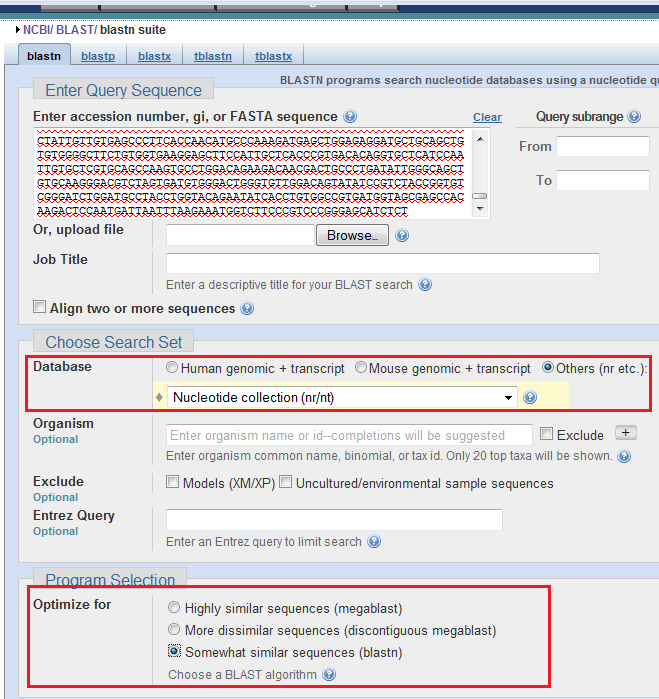 NCBI/ BLAST/ blastn suite
blastn blastp blastx tblastn tblastx
BLASTN programs search nucleotide databases using a nucleotide qu
Enter Query Sequence
Enter accession number, gi, or FASTA sequence Clear Query subrange
CTATTGTTGTGAGCCCTTCACCAACATGCCCAAAGATGAGCTGGAGAGGATGCTGCAGCTG
TGTGGGGCTTCTGTGGTGAAGGAGCTTCCATTGCTCACCCGTGACACAGGTGCTCATCCAA
TTGTGCTCGTGCAGCCAAGTGCCTGGACAGAAGACAACGACTGCCCTGATATTGGGCAGCT
GTGCAAGGGACGTCTAGTGATGTGGGACTGGGTGTTGGACAGTATATCCGTCTACCGGTGT
CGGGATCTGGATGCCTACCTGGTACAGAATATCACCTGTGGCCGTGATGGTAGCGAGCCAC
AAGACTCCAATGATTAATTTAAGAAATGGTCTTCCCGTCCCGGGAGCATCTCT
From
To
Or, upload file Browse...
Job Title
Enter a descriptive title for your BLAST search
Align two or more sequences
Choose Search Set
Database Human genomic + transcript Mouse genomic + transcript Others (nr etc.):
Nucleotide collection (nr/nt)
Organism
Optional
Enter organism name or id--completions will be suggested Exclude +
Enter organism common name, binomial, or tax id. Only 20 top taxa will be shown.
Exclude Models (XM/XP) Uncultured/environmental sample sequences
Optional
Entrez Query
Optional
Enter an Entrez query to limit search
Program Selection
Optimize for
Highly similar sequences (megablast)
More dissimilar sequences (discontiguous megablast)
Somewhat similar sequences (blastn)
Choose a BLAST algorithm